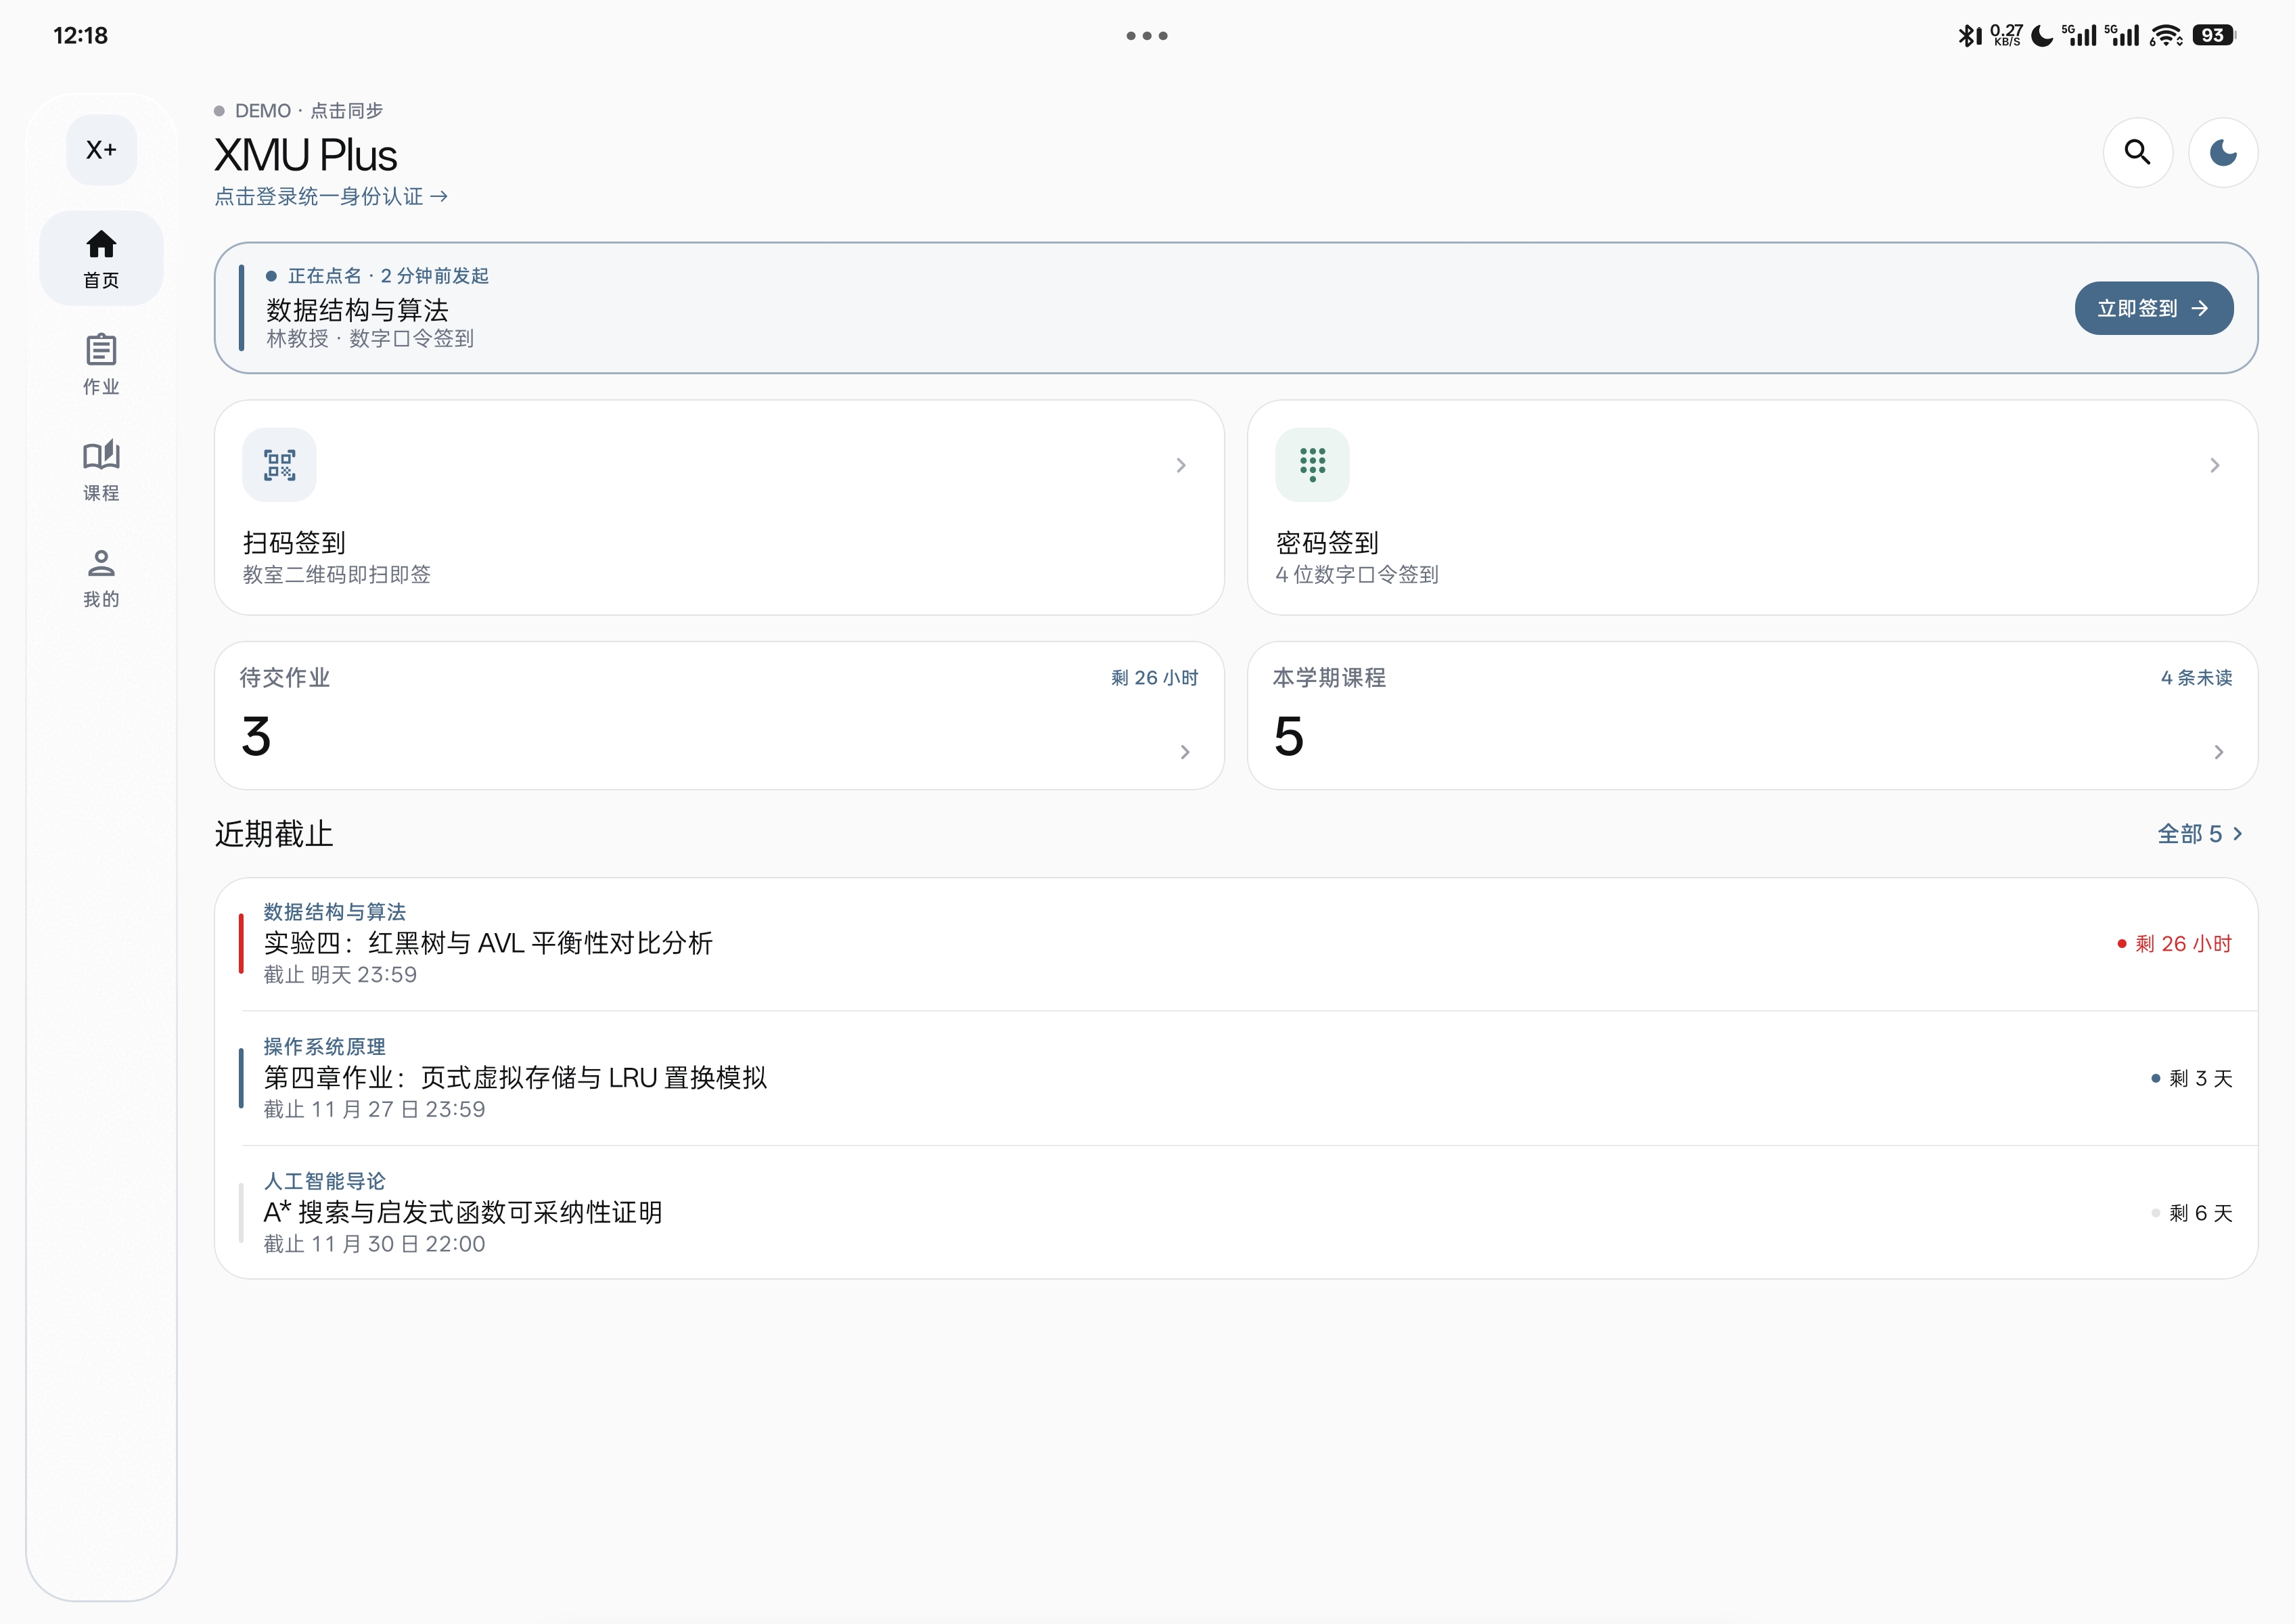 12:18
0.27 KB/S 5G 5G 6 93
X+
首页
作业
课程
我的
DEMO · 点击同步
XMU Plus
点击登录统一身份认证 →
正在点名 · 2 分钟前发起
数据结构与算法
林教授 · 数字口令签到
立即签到 →
扫码签到
教室二维码即扫即签
密码签到
4 位数字口令签到
待交作业
剩 26 小时
3
本学期课程
4 条未读
5
近期截止
全部 5
数据结构与算法
实验四：红黑树与 AVL 平衡性对比分析
截止 明天 23:59
剩 26 小时
操作系统原理
第四章作业：页式虚拟存储与 LRU 置换模拟
截止 11 月 27 日 23:59
剩 3 天
人工智能导论
A* 搜索与启发式函数可采纳性证明
截止 11 月 30 日 22:00
剩 6 天